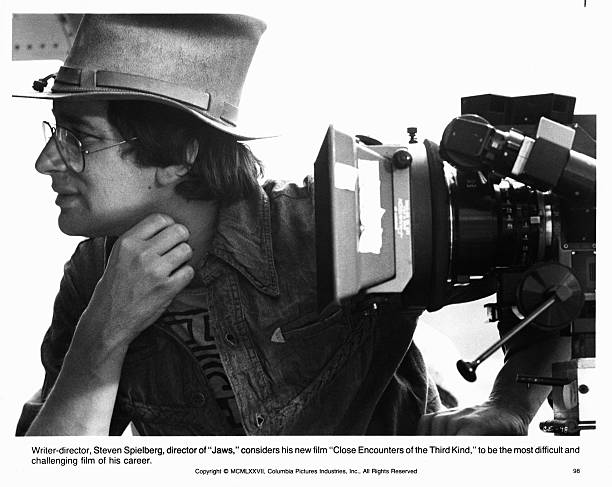 CE-98
Writer-director, Steven Spielberg, director of "Jaws," considers his new film "Close Encounters of the Third Kind," to be the most difficult and
challenging film of his career.
Copyright © MCMLXXVII, Columbia Pictures Industries, Inc., All Rights Reserved
98